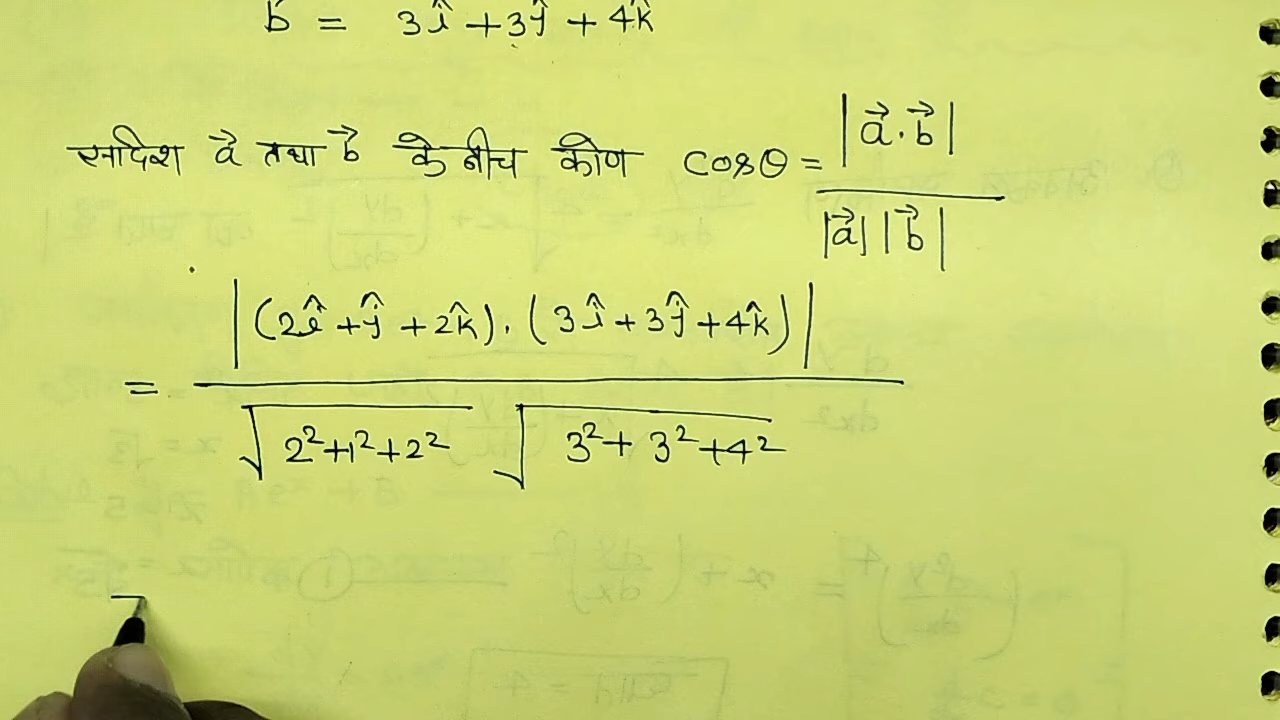 b = 3î + 3ĵ + 4k̂
सदिश a⃗ तथा b⃗ के बीच कोण cosθ = |a⃗ · b⃗| / |a⃗| |b⃗|
= |(2î + ĵ + 2k̂) · (3î + 3ĵ + 4k̂)| / √(2² + 1² + 2²) √(3² + 3² + 4²)